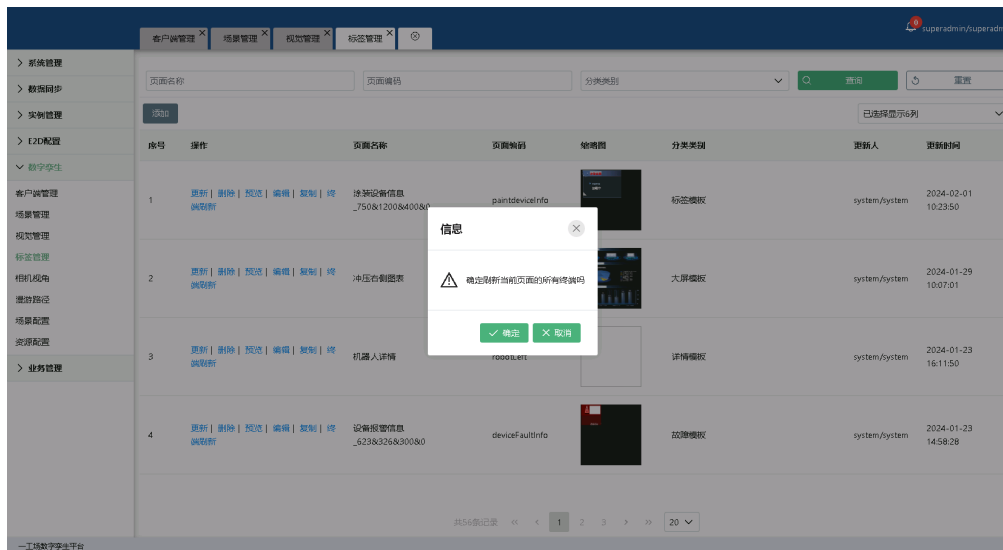 客户端管理 场景管理 视觉管理 标签管理
superadmin/superadm
系统管理
数据同步
实例管理
E2D配置
数字孪生
客户端管理
场景管理
视觉管理
标签管理
相机视角
漫游路径
场景配置
资源配置
业务管理
页面名称 页面编码 分类类别 查询 重置
添加 已选择显示6列
序号 操作 页面名称 页面编码 缩略图 分类类别 更新人 更新时间
1 更新 | 删除 | 预览 | 编辑 | 复制 | 终端刷新 涂装设备信息_750&1200&400&0 paintdeviceInfo 标签模板 system/system 2024-02-01 10:23:50
2 更新 | 删除 | 预览 | 编辑 | 复制 | 终端刷新 冲压右侧图表 大屏模板 system/system 2024-01-29 10:07:01
3 更新 | 删除 | 预览 | 编辑 | 复制 | 终端刷新 机器人详情 robotLeft 详情模板 system/system 2024-01-23 16:11:50
4 更新 | 删除 | 预览 | 编辑 | 复制 | 终端刷新 设备报警信息_623&326&300&0 deviceFaultInfo 故障模板 system/system 2024-01-23 14:58:28
信息
确定刷新当前页面的所有终端吗
确定 取消
共56条记录 1 2 3 20
一工场数字孪生平台